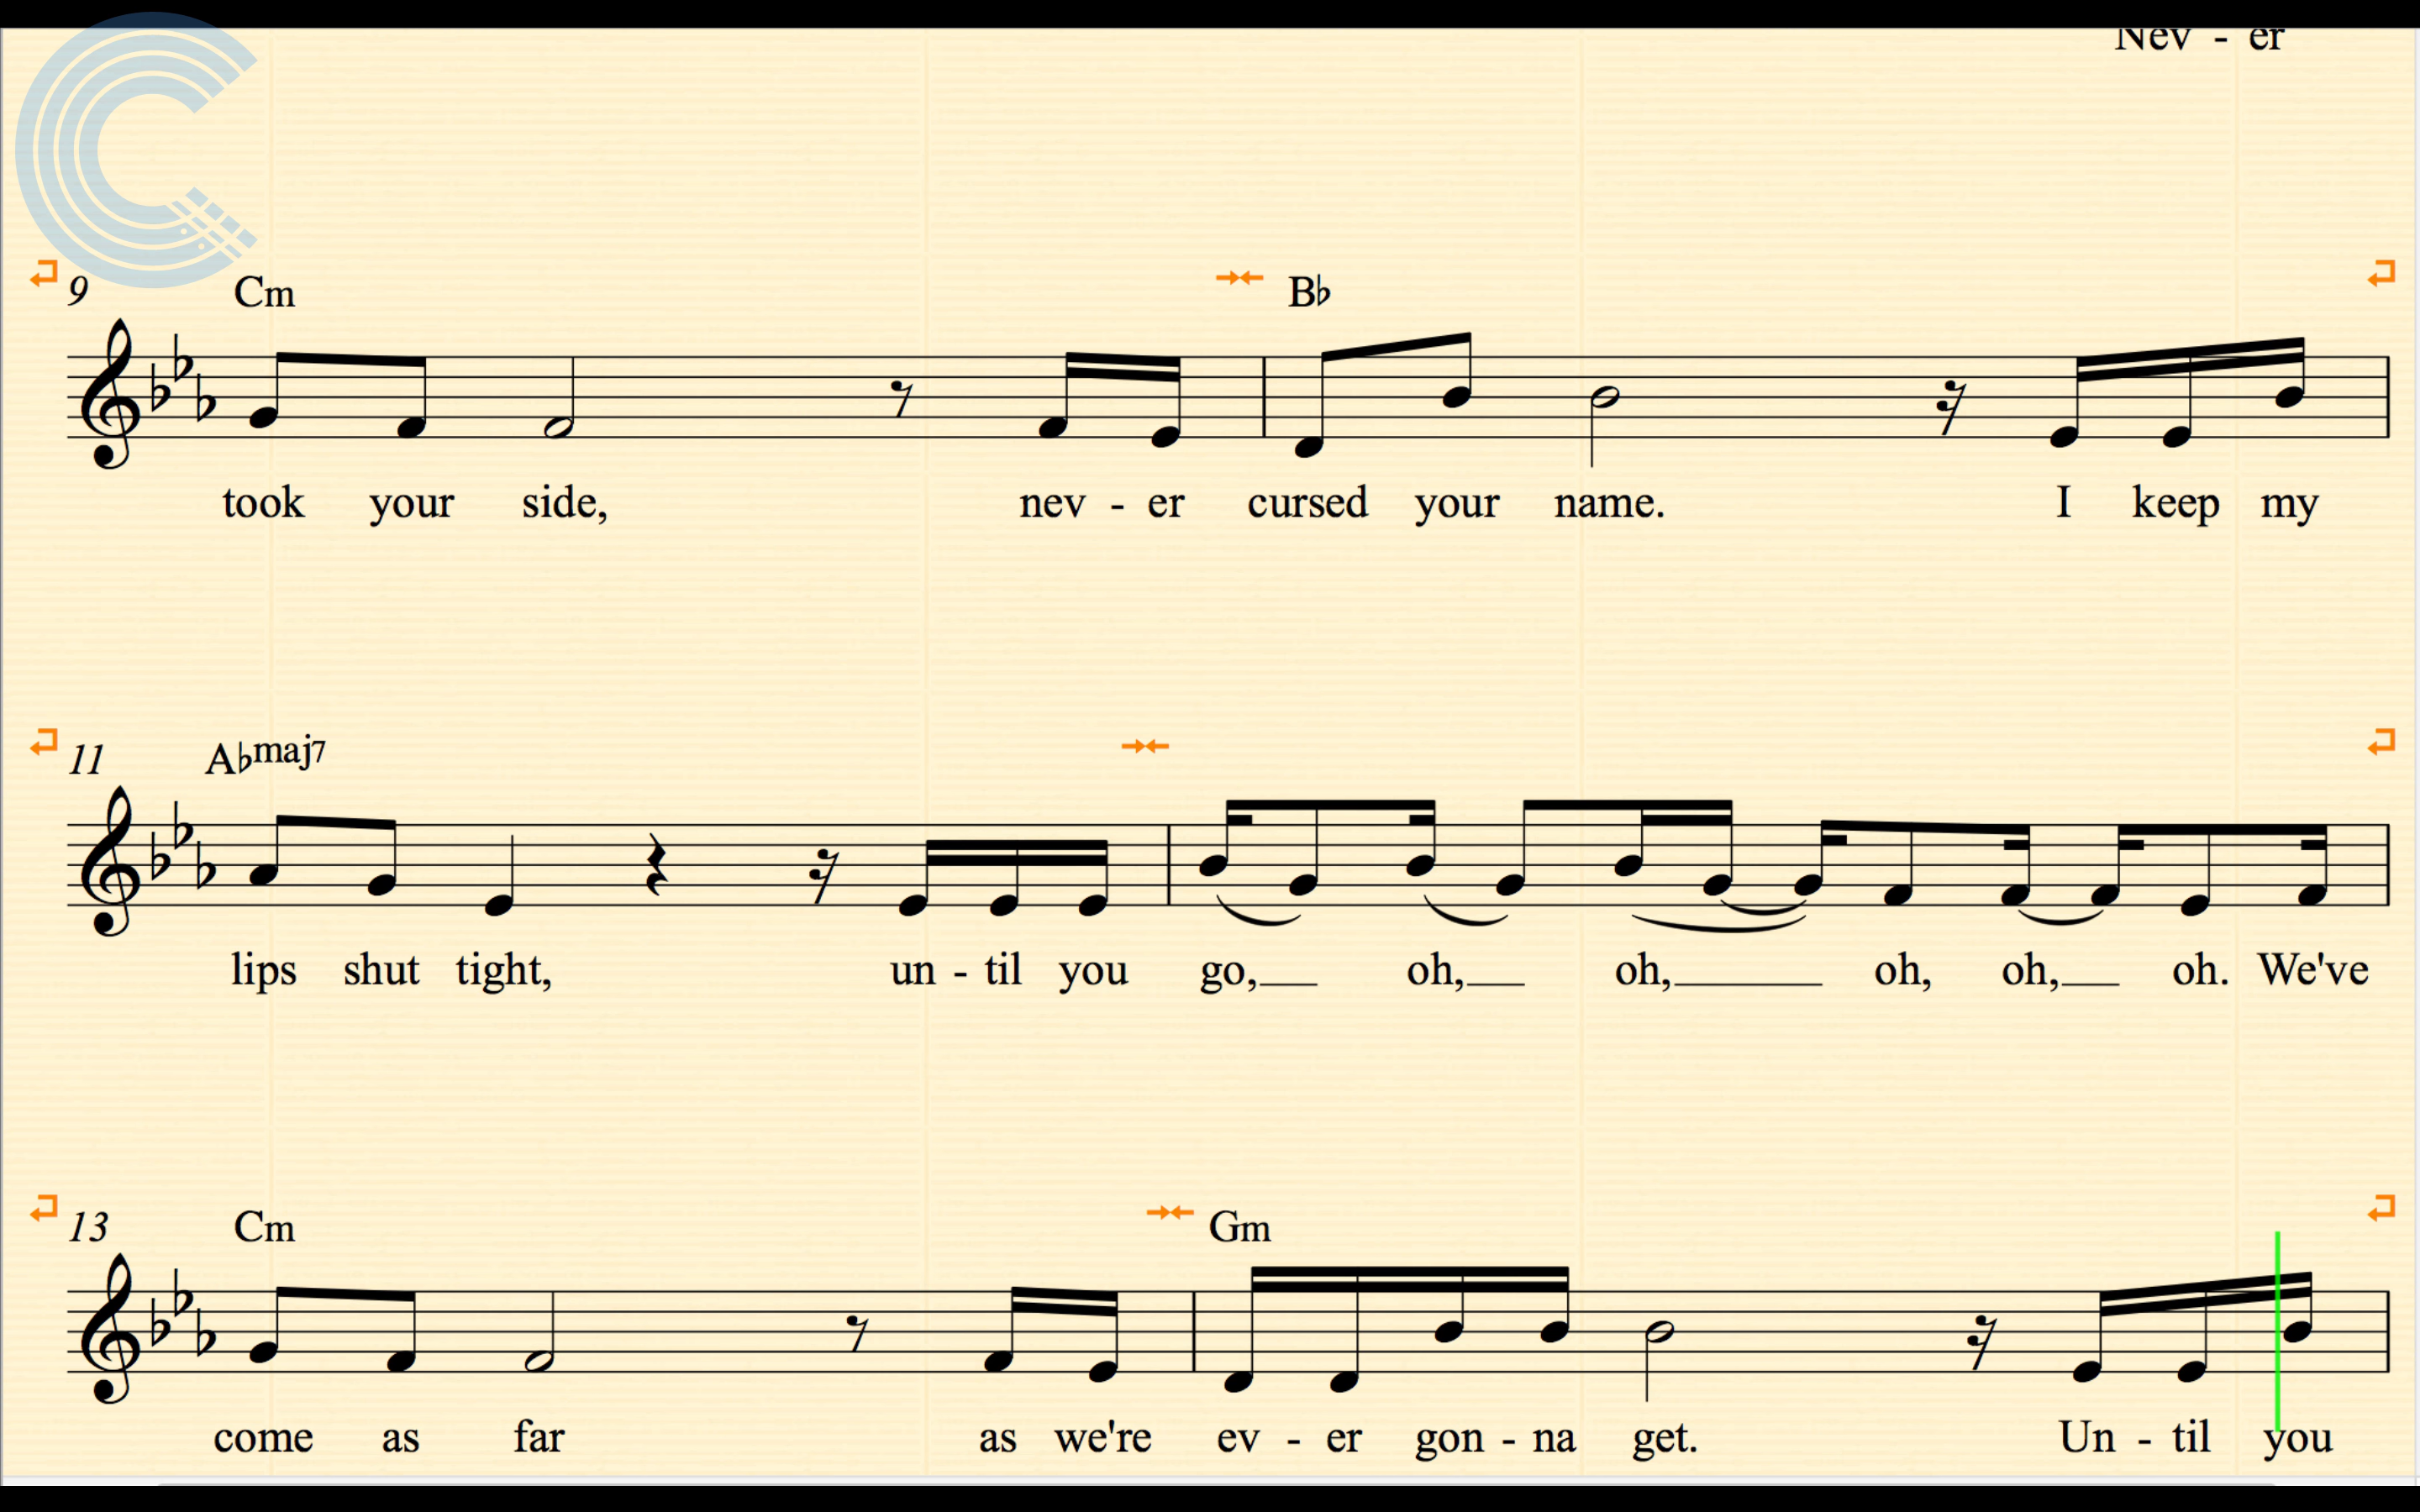 Nev - er
9 Cm B♭
took your side, nev - er cursed your name. I keep my
11 A♭maj7
lips shut tight, un - til you go, oh, oh, oh, oh, oh. We've
13 Cm Gm
come as far as we're ev - er gon - na get. Un - til you